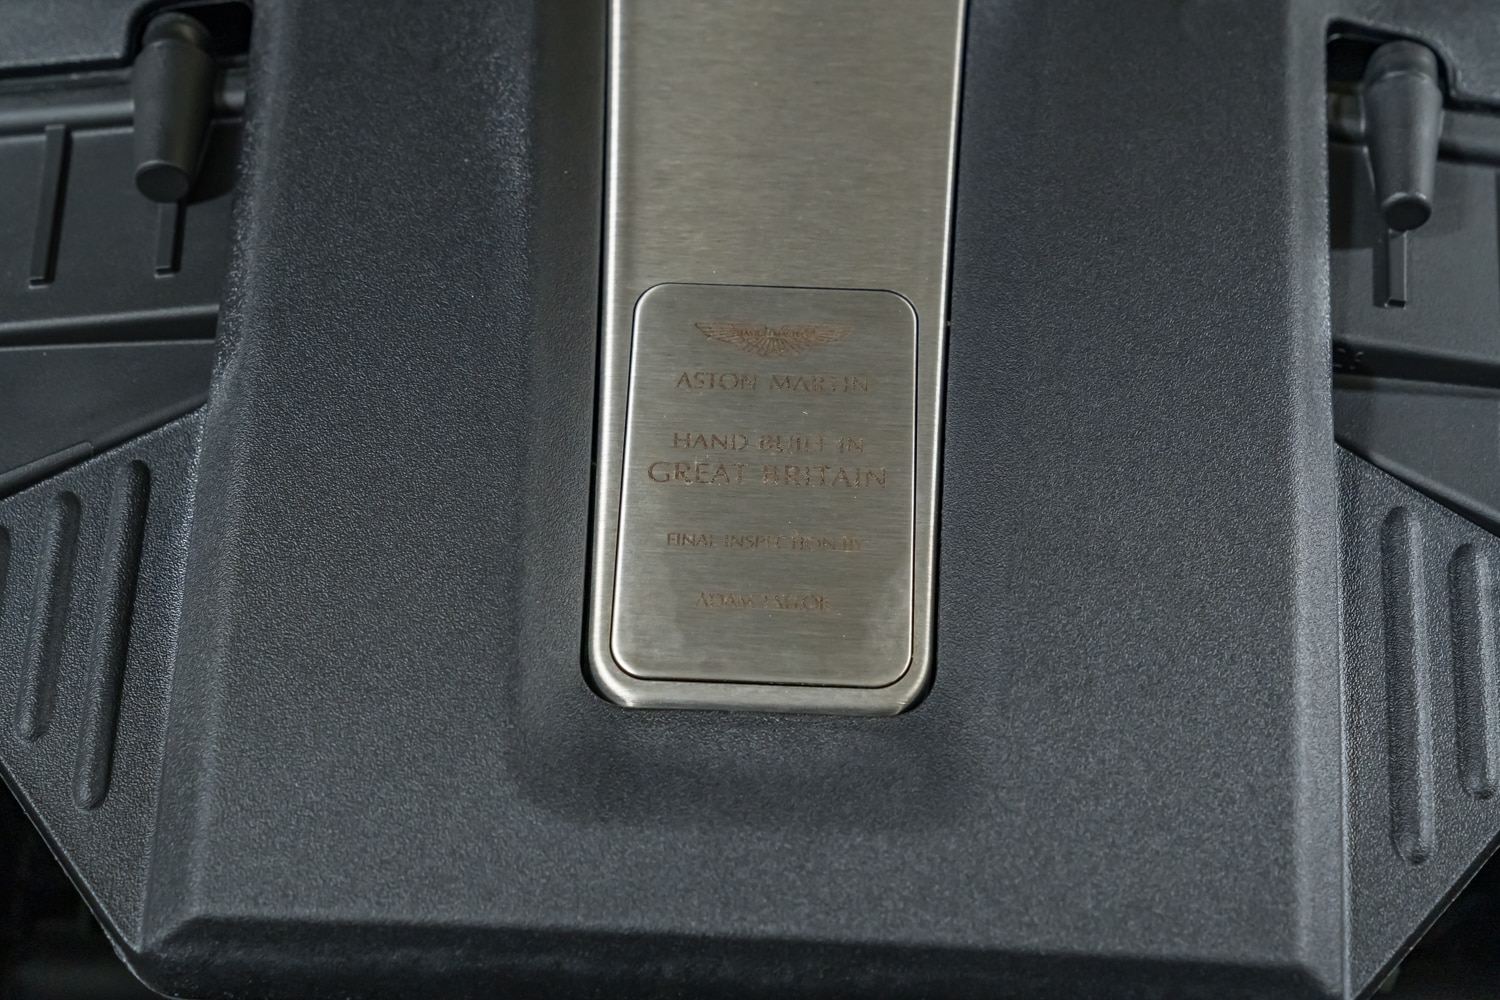 ASTON MARTIN
HAND BUILT IN
GREAT BRITAIN
FINAL INSPECTION BY
ADAM